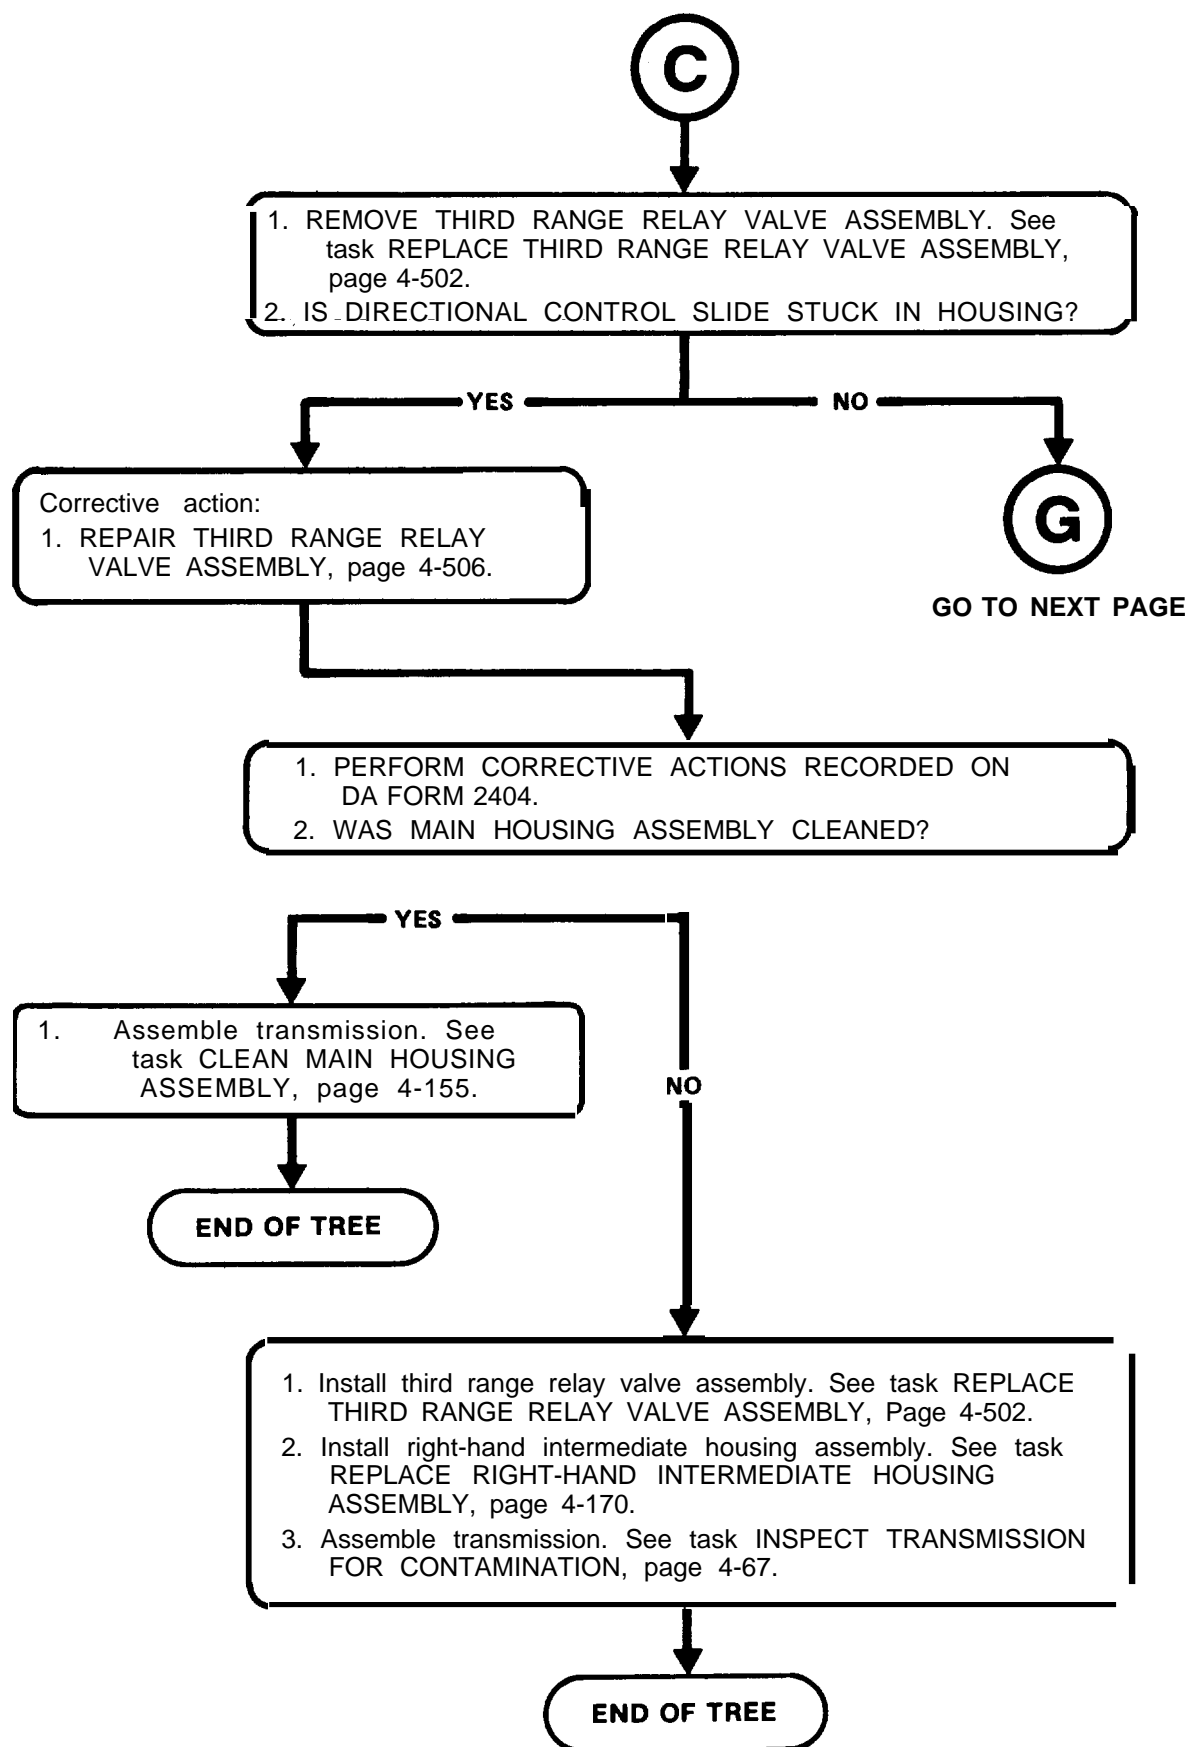 C
1. REMOVE THIRD RANGE RELAY VALVE ASSEMBLY. See
task REPLACE THIRD RANGE RELAY VALVE ASSEMBLY,
page 4-502.
2. IS DIRECTIONAL CONTROL SLIDE STUCK IN HOUSING?
YES
NO
Corrective action:
1. REPAIR THIRD RANGE RELAY
VALVE ASSEMBLY, page 4-506.
G
GO TO NEXT PAGE
1. PERFORM CORRECTIVE ACTIONS RECORDED ON
DA FORM 2404.
2. WAS MAIN HOUSING ASSEMBLY CLEANED?
YES
1. Assemble transmission. See
task CLEAN MAIN HOUSING
ASSEMBLY, page 4-155.
NO
END OF TREE
1. Install third range relay valve assembly. See task REPLACE
THIRD RANGE RELAY VALVE ASSEMBLY, Page 4-502.
2. Install right-hand intermediate housing assembly. See task
REPLACE RIGHT-HAND INTERMEDIATE HOUSING
ASSEMBLY, page 4-170.
3. Assemble transmission. See task INSPECT TRANSMISSION
FOR CONTAMINATION, page 4-67.
END OF TREE